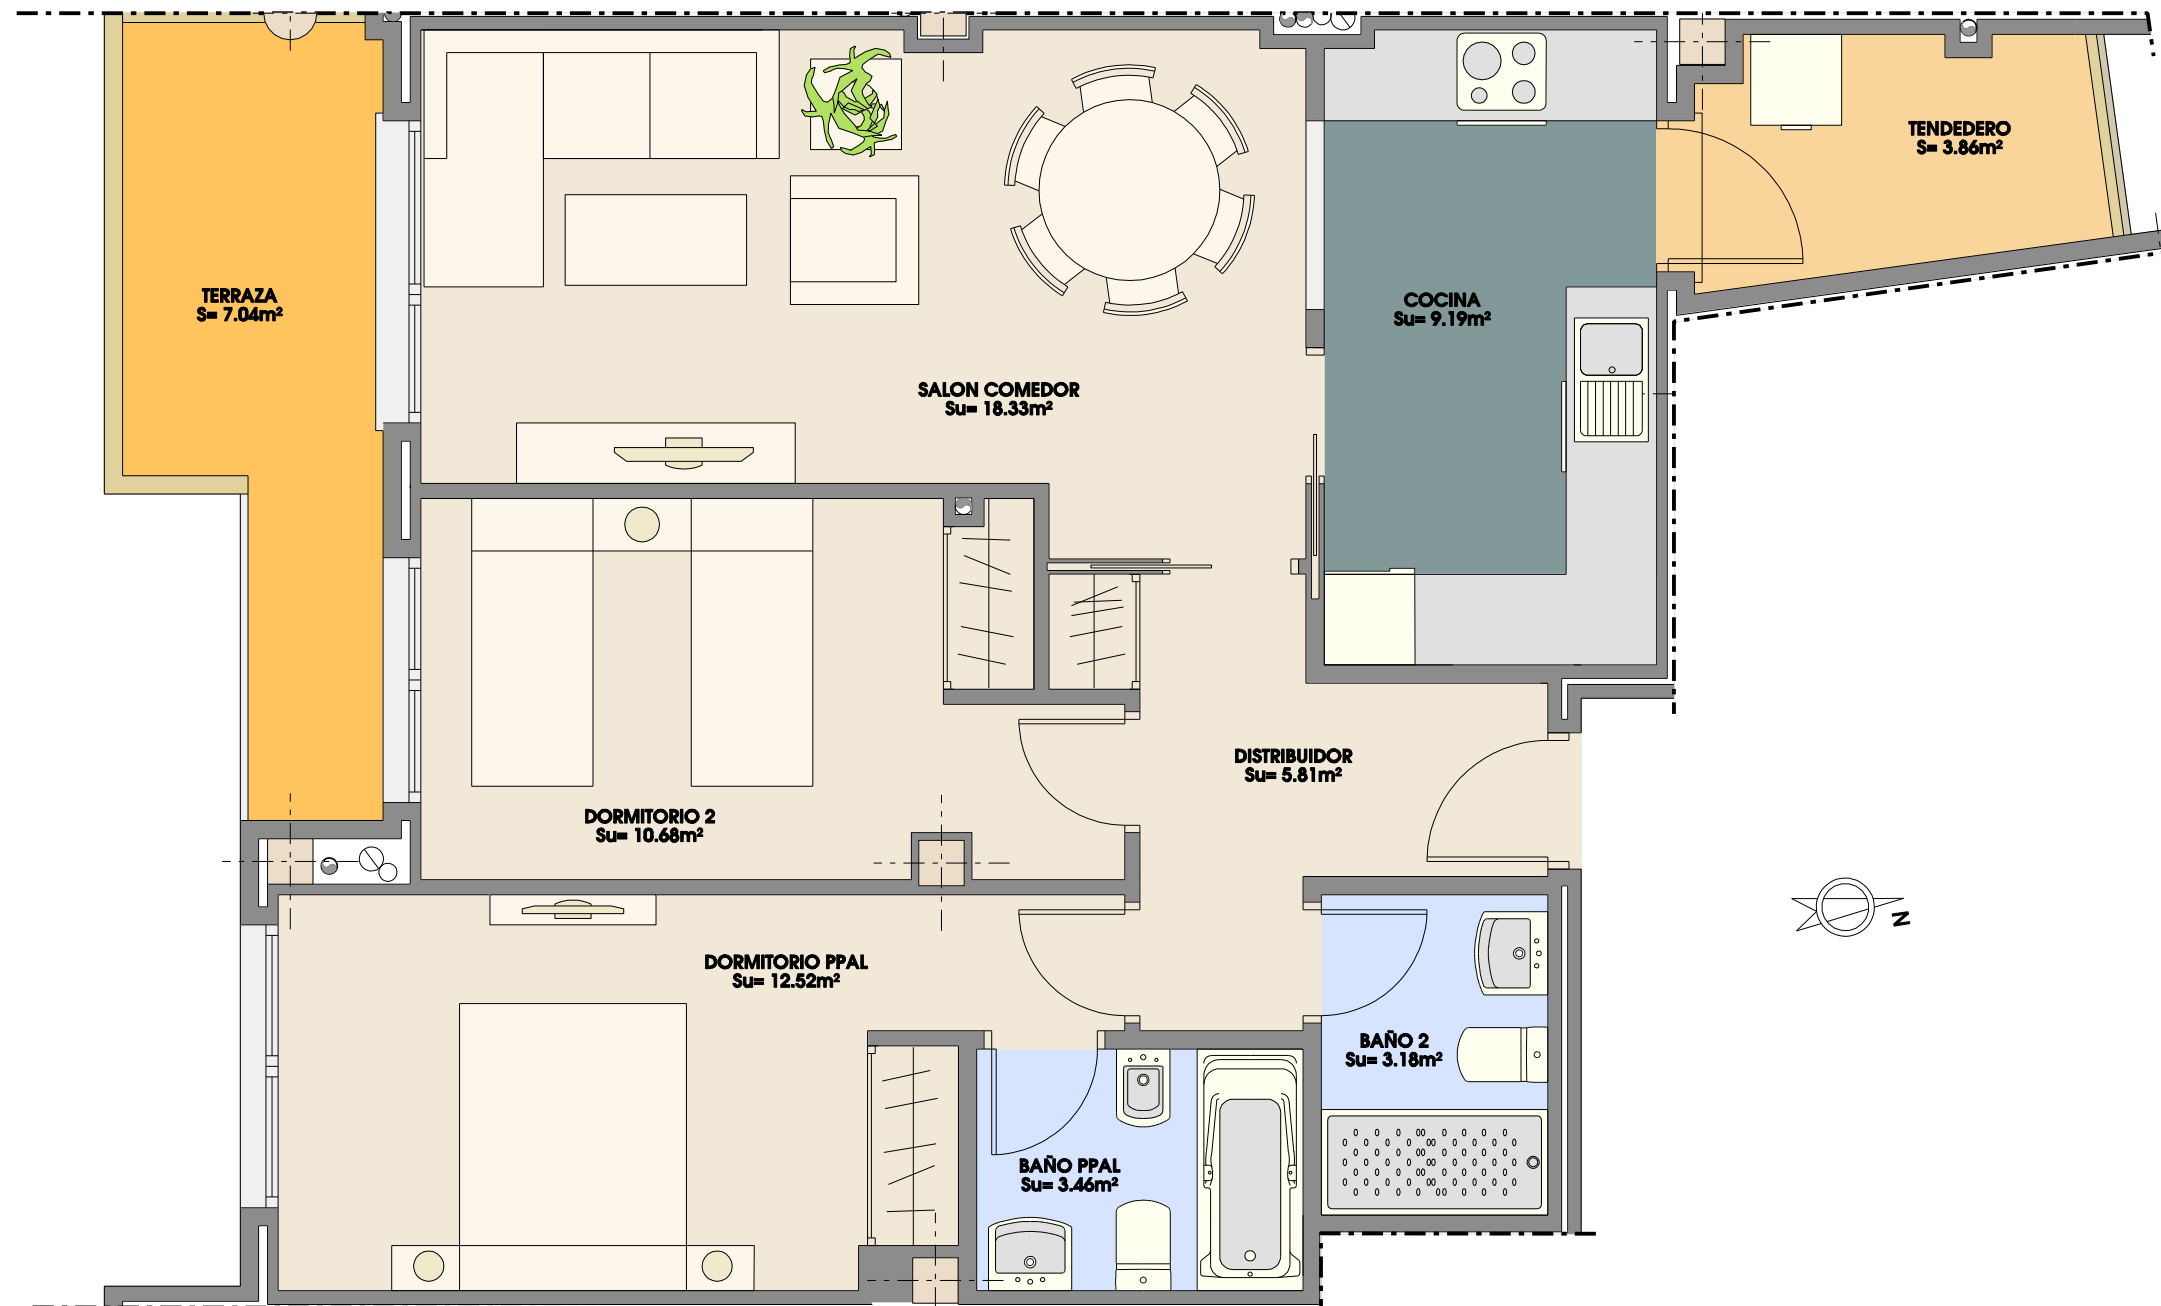 TENDEDERO
S= 3.86m²
TERRAZA
S= 7.04m²
COCINA
Su= 9.19m²
SALON COMEDOR
Su= 18.33m²
DISTRIBUIDOR
Su= 5.81m²
DORMITORIO 2
Su= 10.68m²
N
DORMITORIO PPAL
Su= 12.52m²
BAÑO 2
Su= 3.18m²
BAÑO PPAL
Su= 3.46m²